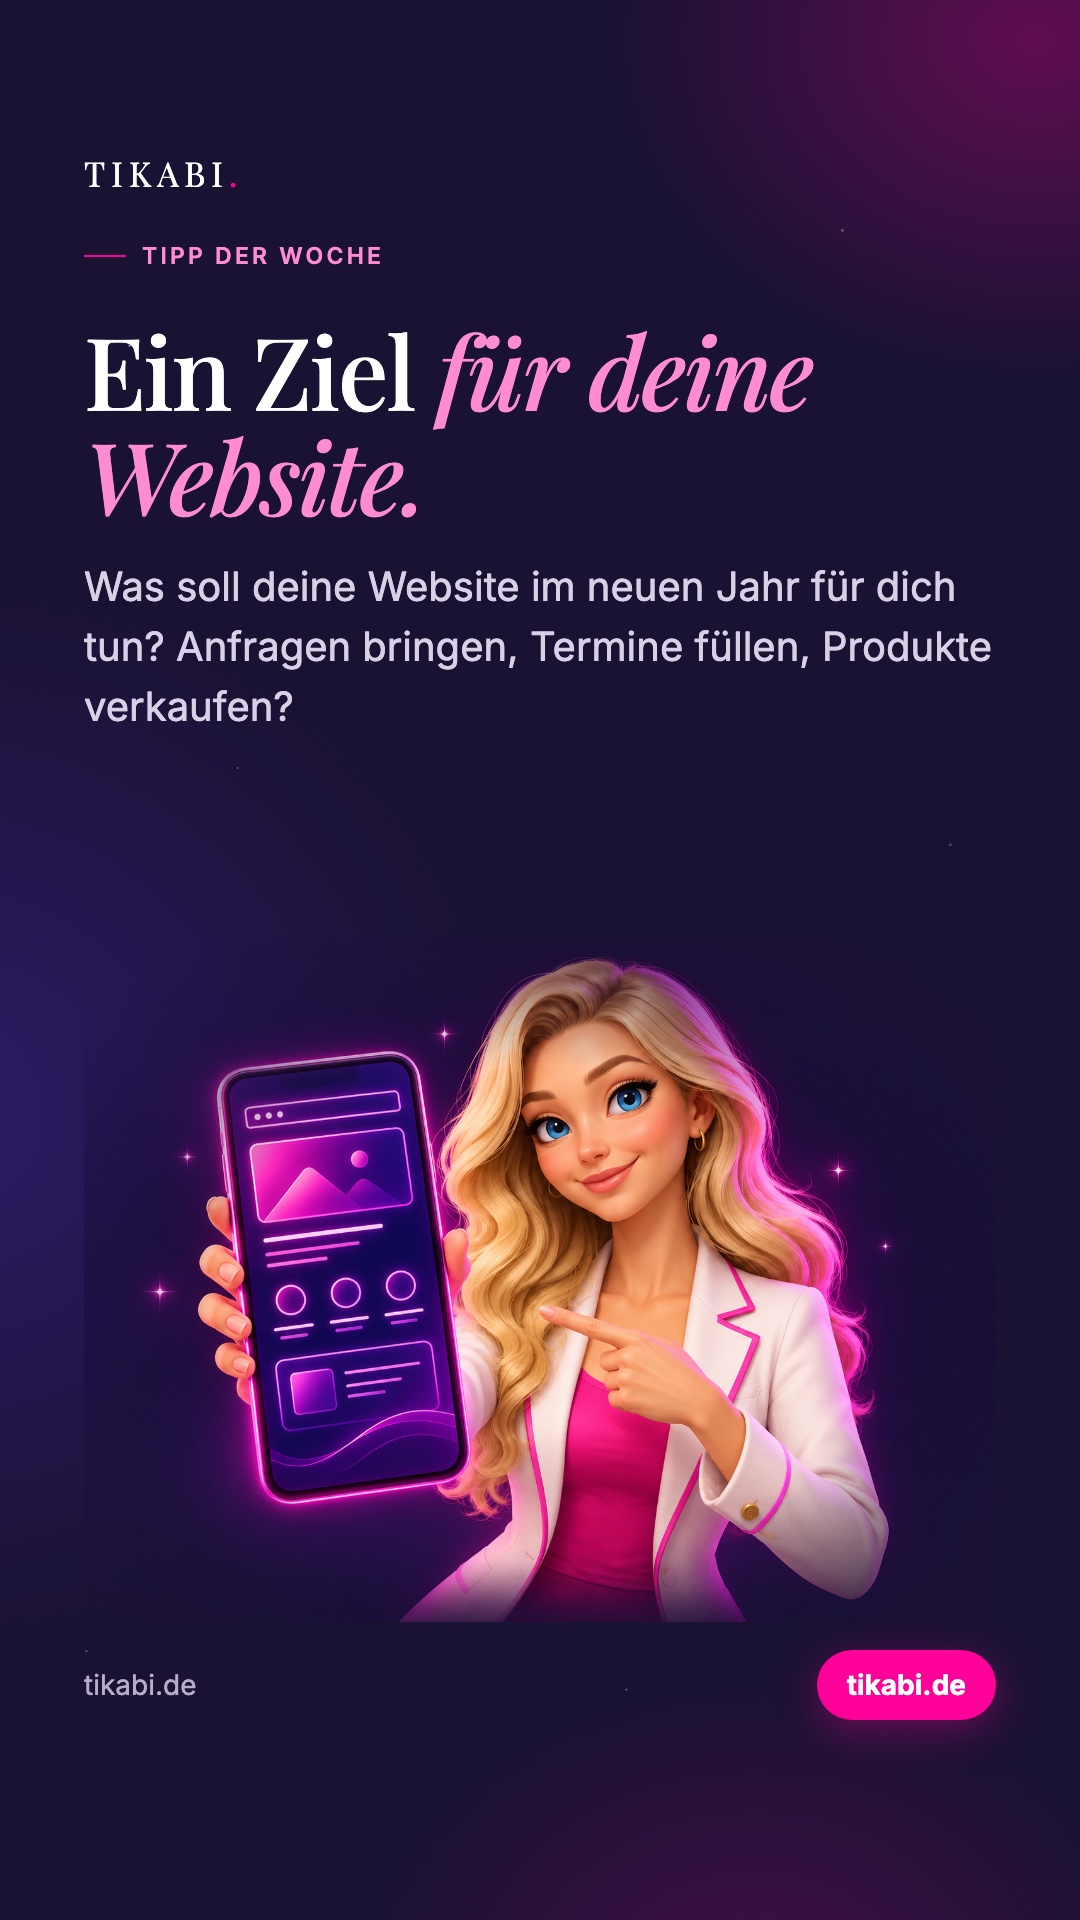 TIKABI.
TIPP DER WOCHE
Ein Ziel für deine
Website.
Was soll deine Website im neuen Jahr für dich
tun? Anfragen bringen, Termine füllen, Produkte
verkaufen?
tikabi.de
tikabi.de